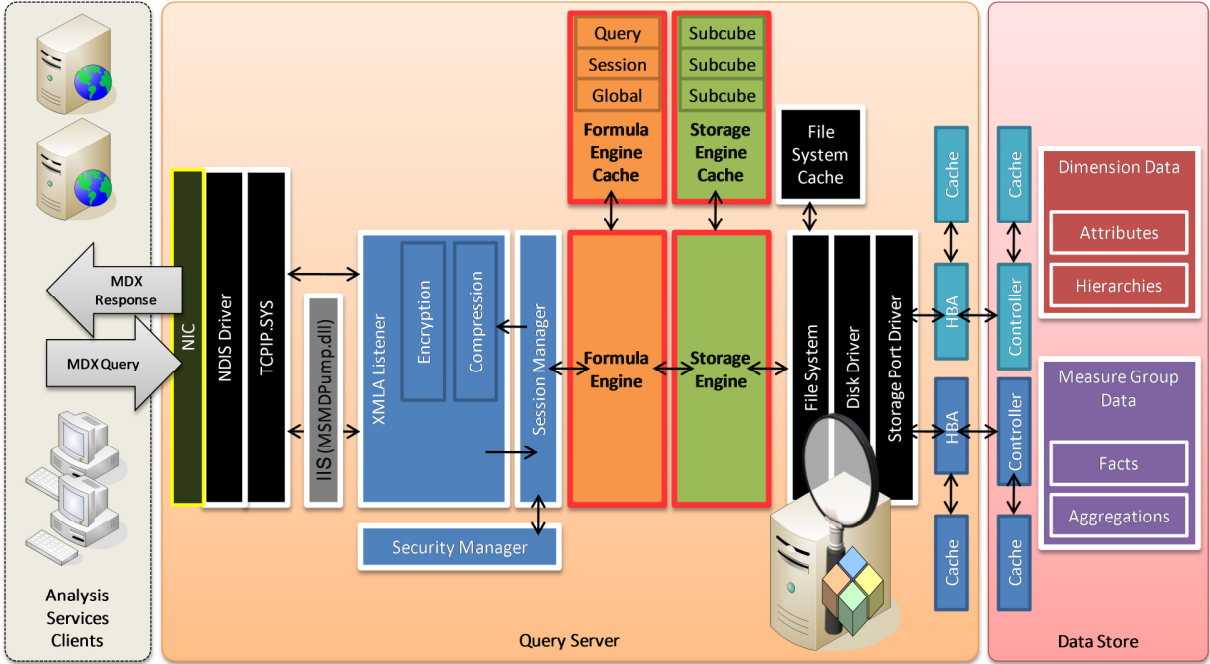 MDX
Response
MDX Query
Analysis
Services
Clients
NIC
NDIS Driver
TCPIP.SYS
IIS (MSMDPump.dll)
XMLA Listener
Encryption
Compression
Session Manager
Security Manager
Query
Session
Global
Formula
Engine
Cache
Formula
Engine
Subcube
Subcube
Subcube
Storage
Engine
Cache
Storage
Engine
File
System
Cache
File System
Disk Driver
Storage Port Driver
Cache
HBA
HBA
Cache
Query Server
Cache
Controller
Controller
Cache
Dimension Data
Attributes
Hierarchies
Measure Group
Data
Facts
Aggregations
Data Store